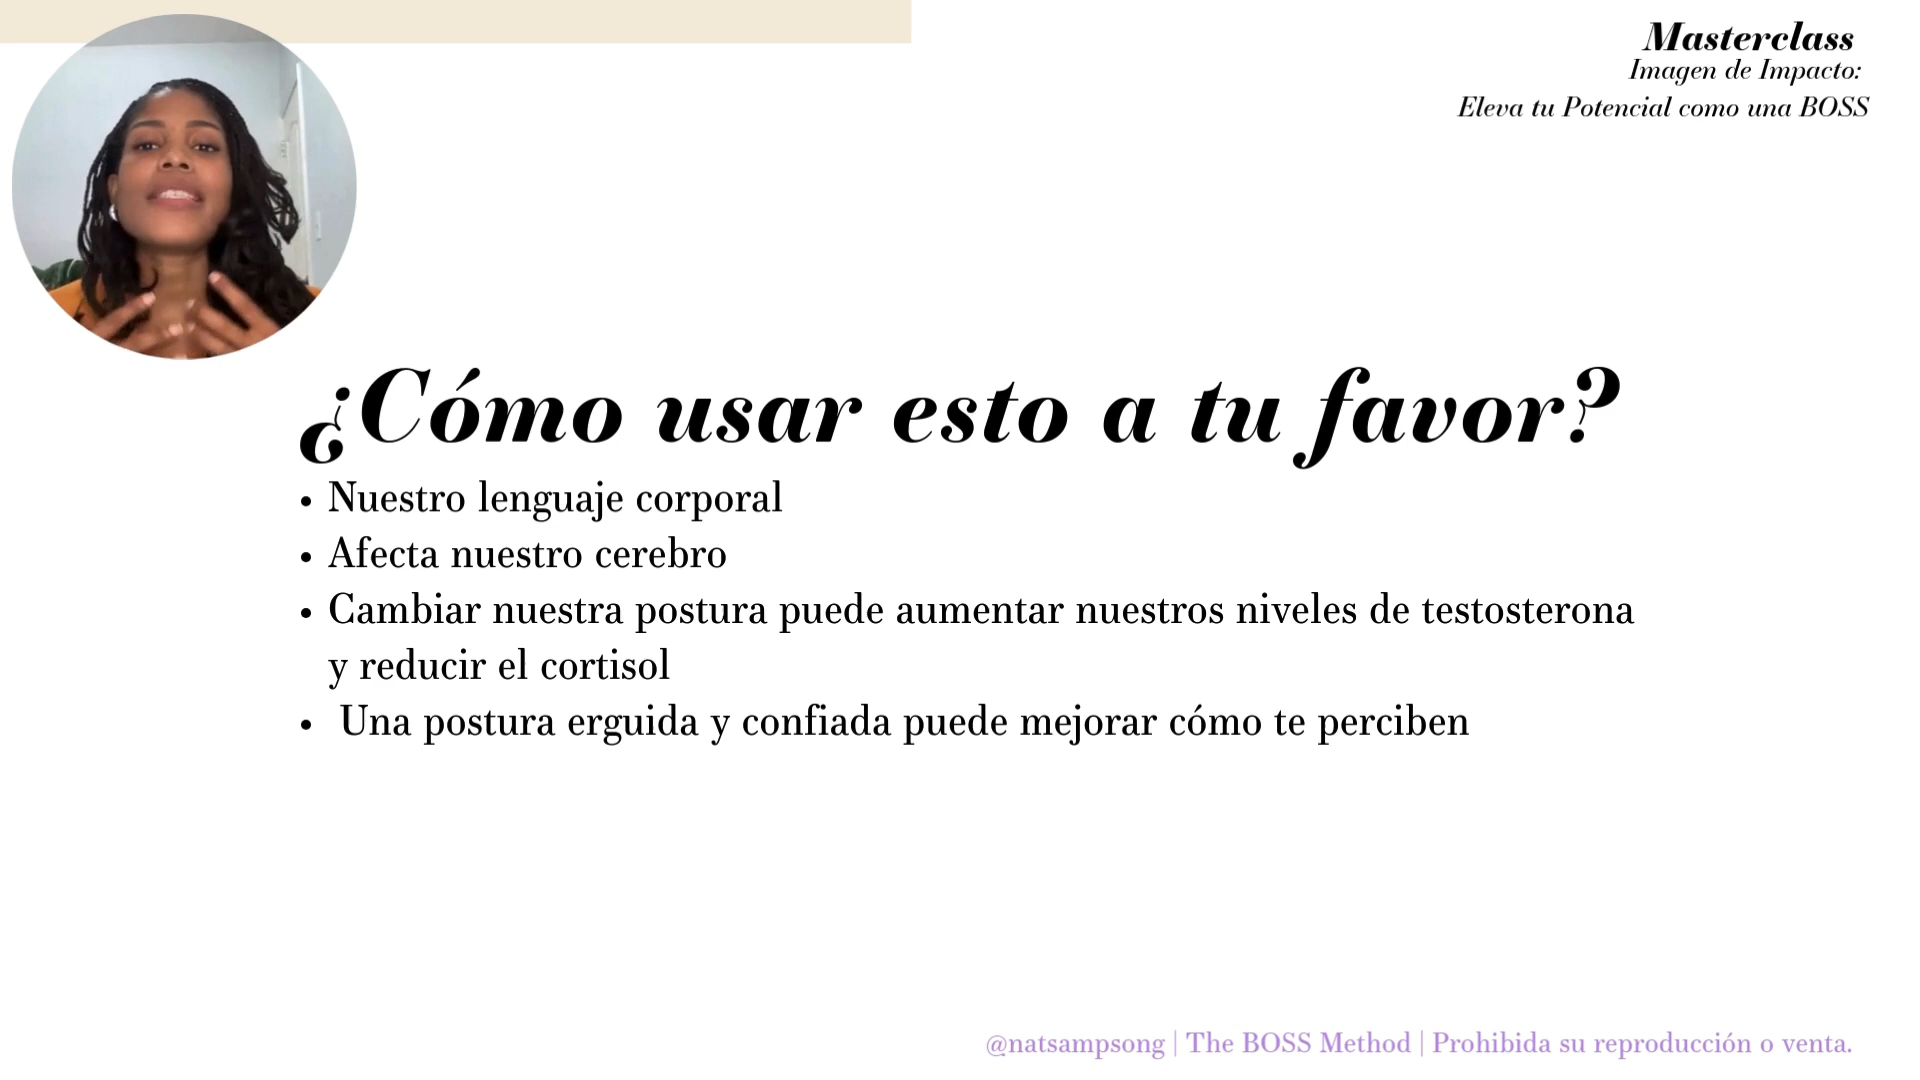 Masterclass
Imagen de Impacto:
Eleva tu Potencial como una BOSS
¿Cómo usar esto a tu favor?
• Nuestro lenguaje corporal
• Afecta nuestro cerebro
• Cambiar nuestra postura puede aumentar nuestros niveles de testosterona
y reducir el cortisol
• Una postura erguida y confiada puede mejorar cómo te perciben
@natsampsong | The BOSS Method | Prohibida su reproducción o venta.